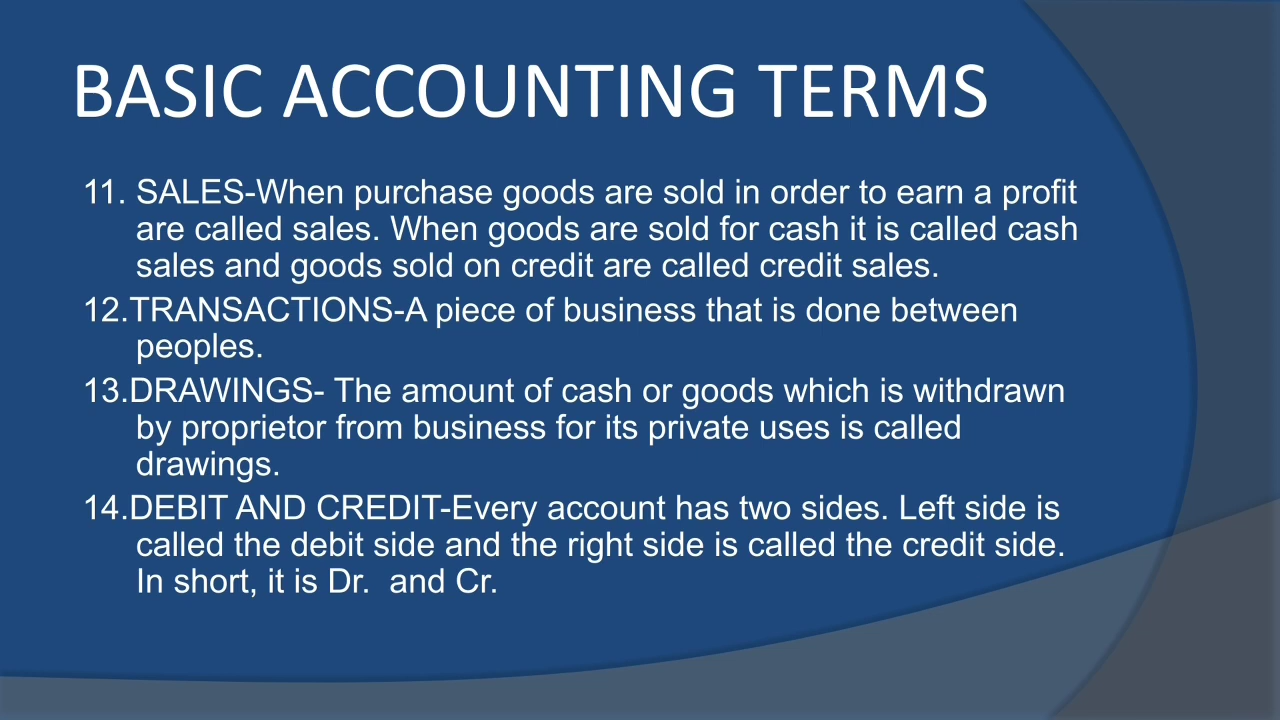 BASIC ACCOUNTING TERMS
11. SALES-When purchase goods are sold in order to earn a profit
are called sales. When goods are sold for cash it is called cash
sales and goods sold on credit are called credit sales.
12.TRANSACTIONS-A piece of business that is done between
peoples.
13.DRAWINGS- The amount of cash or goods which is withdrawn
by proprietor from business for its private uses is called
drawings.
14.DEBIT AND CREDIT-Every account has two sides. Left side is
called the debit side and the right side is called the credit side.
In short, it is Dr.  and Cr.